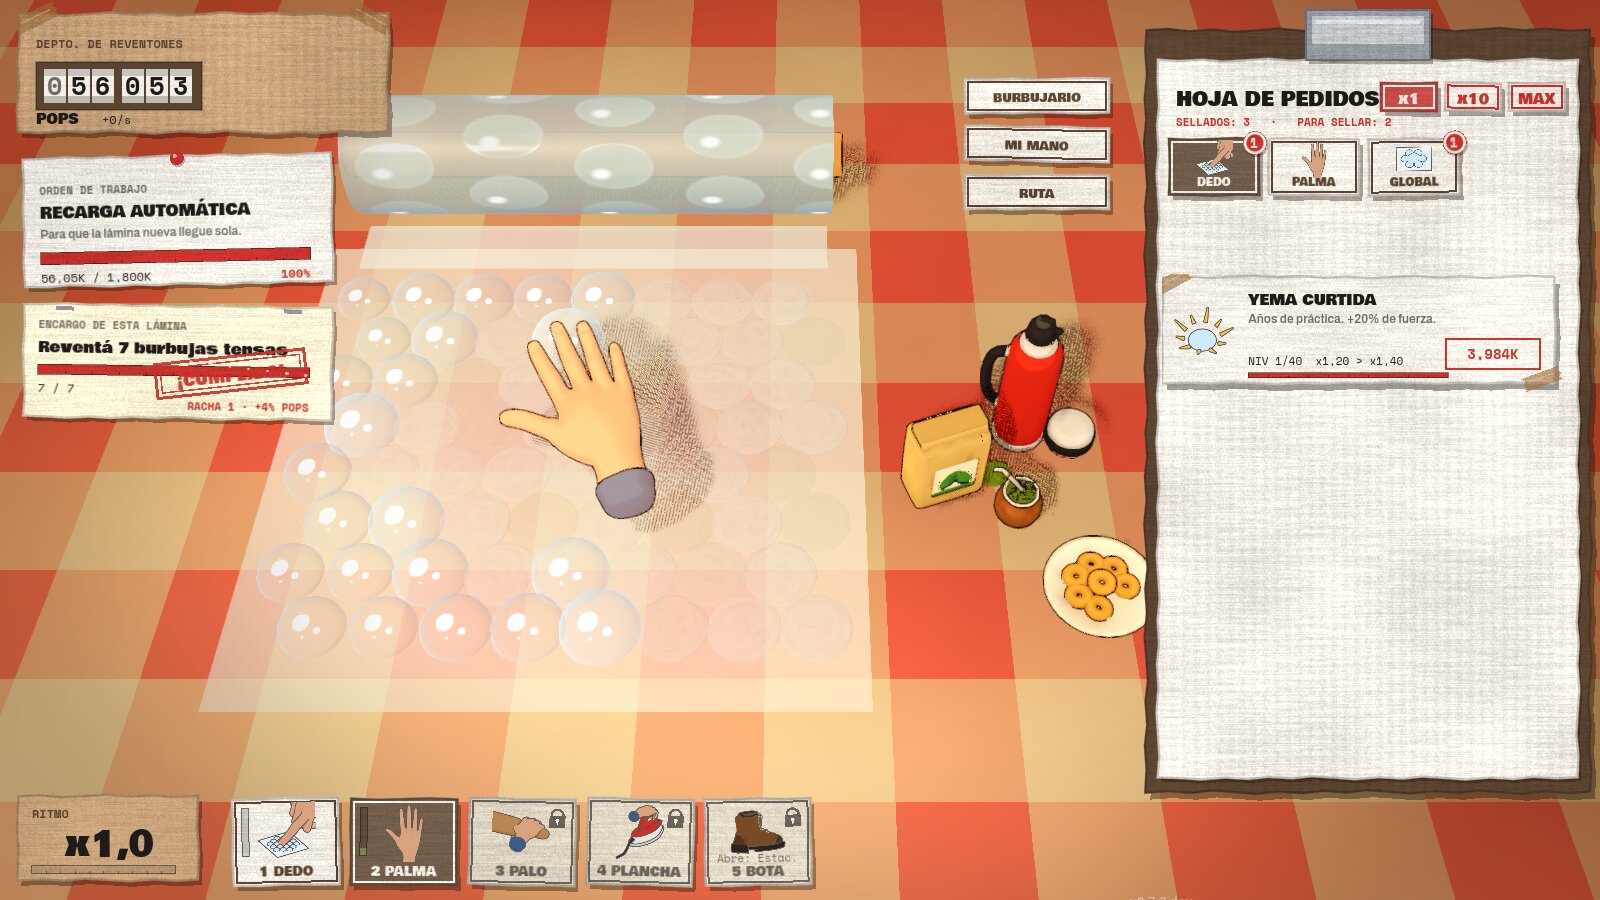 DEPTO. DE REVENTONES
056 053
POPS +0/s
ORDEN DE TRABAJO
RECARGA AUTOMÁTICA
Para que la lámina nueva llegue sola.
56,05K / 1,800K 100%
ENCARGO DE ESTA LÁMINA
Reventá 7 burbujas tensas
7 / 7
RACHA 1 · +4% POPS
BURBUJARIO
MI MANO
RUTA
HOJA DE PEDIDOS x1 x10 MAX
SELLADOS: 3 · PARA SELLAR: 2
DEDO 1
PALMA
GLOBAL 1
YEMA CURTIDA
Años de práctica. +20% de fuerza.
NIV 1/40 x1,20 > x1,40
3,984K
RITMO
x1,0
1 DEDO
2 PALMA
3 PALO
4 PLANCHA
Abre: Estac.
5 BOTA